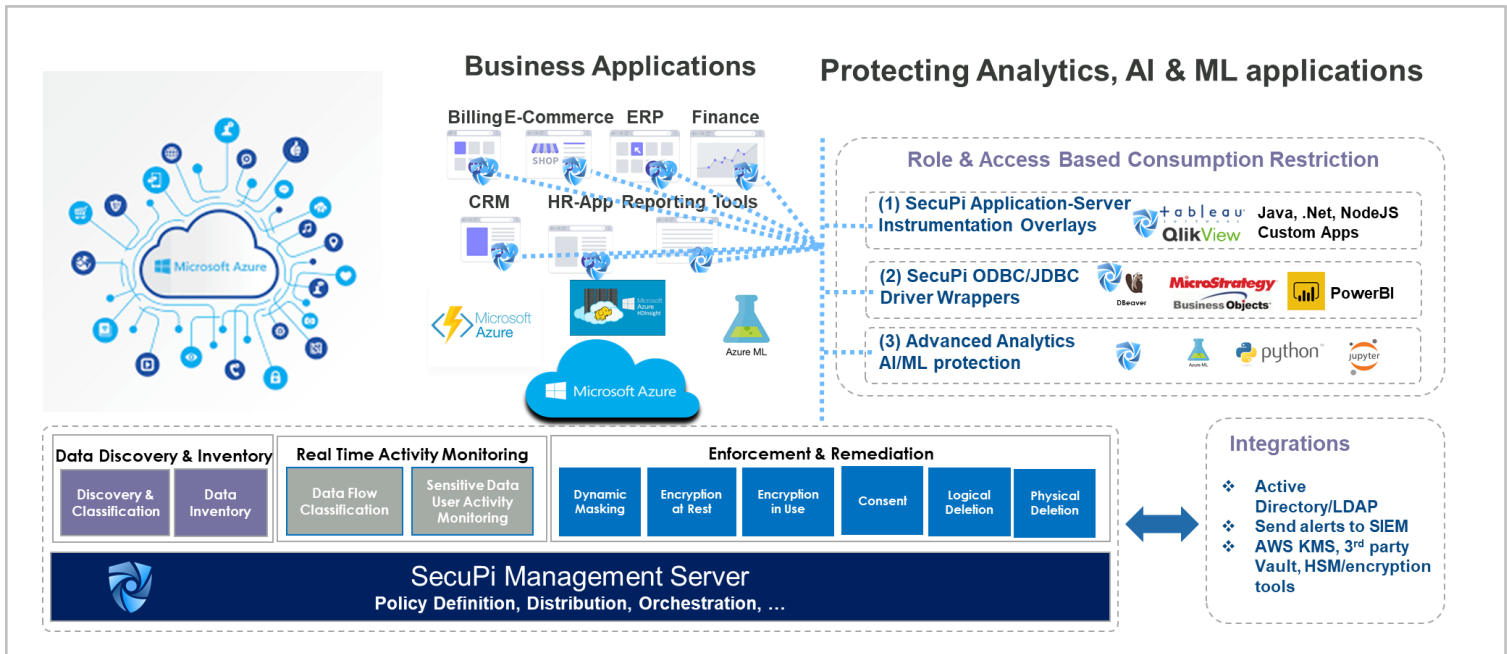 Business Applications
Protecting Analytics, AI & ML applications
Microsoft Azure
Billing E-Commerce ERP Finance
SHOP
CRM HR-App Reporting Tools
Microsoft
Azure
Microsoft
Azure
HDInsight
Azure ML
Microsoft Azure
Role & Access Based Consumption Restriction
(1) SecuPi Application-Server
Instrumentation Overlays
+ableau
SOFTWARE
QlikView
Java, .Net, NodeJS
Custom Apps
(2) SecuPi ODBC/JDBC
Driver Wrappers
DBeaver
MicroStrategy
Business Objects
PowerBI
(3) Advanced Analytics
AI/ML protection
Azure ML
python™
jupyter
Data Discovery & Inventory
Discovery &
Classification
Data
Inventory
Real Time Activity Monitoring
Data Flow
Classification
Sensitive Data
User Activity
Monitoring
Enforcement & Remediation
Dynamic
Masking
Encryption
at Rest
Encryption
in Use
Consent
Logical
Deletion
Physical
Deletion
SecuPi Management Server
Policy Definition, Distribution, Orchestration, …
Integrations
❖ Active
Directory/LDAP
❖ Send alerts to SIEM
❖ AWS KMS, 3rd party
Vault, HSM/encryption
tools